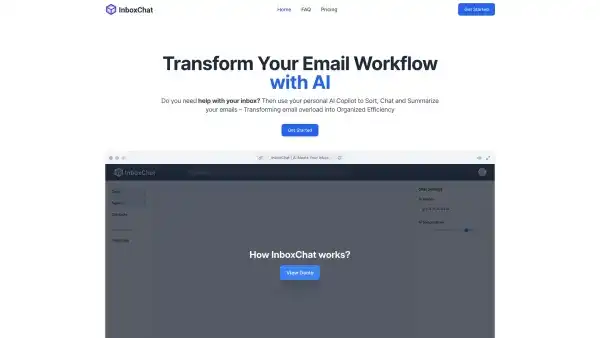 InboxChat
Home FAQ Pricing Get Started
Transform Your Email Workflow
with AI
Do you need help with your inbox? Then use your personal AI Copilot to Sort, Chat and Summarize
your emails – Transforming email overload into Organized Efficiency
Get Started
InboxChat
How InboxChat works?
View Demo